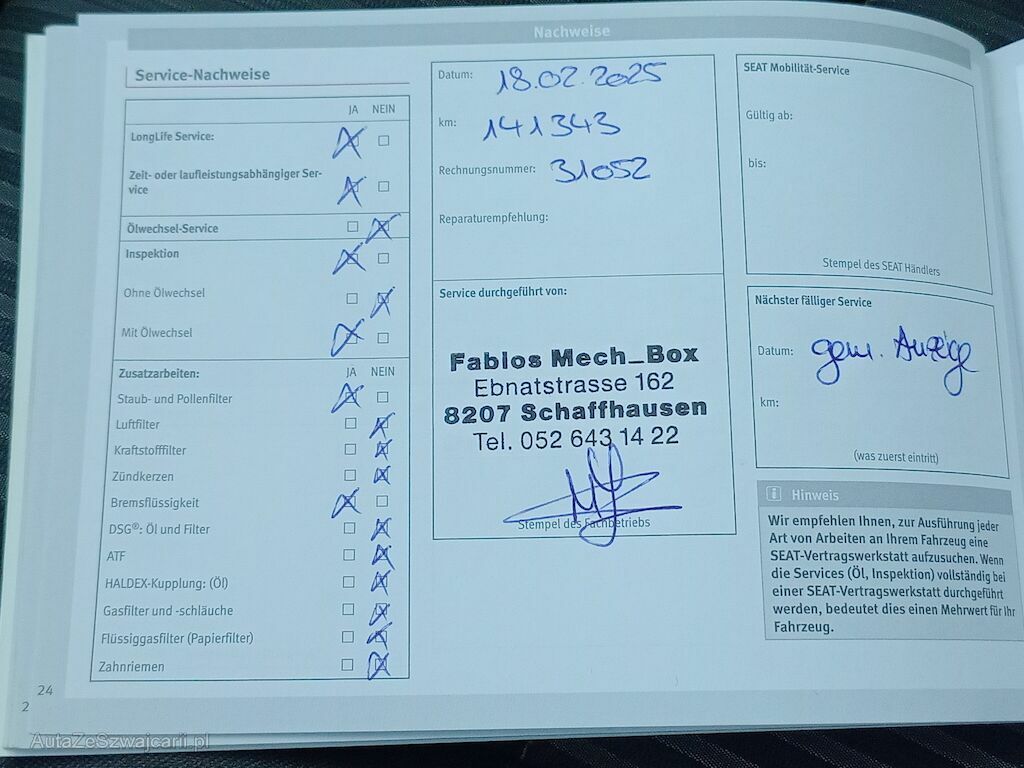 Nachweise
Service-Nachweise
JA NEIN
LongLife Service:
Zeit- oder laufleistungsabhängiger Ser-
vice
Ölwechsel-Service
Inspektion
Ohne Ölwechsel
Mit Ölwechsel
Zusatzarbeiten: JA NEIN
Staub- und Pollenfilter
Luftfilter
Kraftstofffilter
Zündkerzen
Bremsflüssigkeit
DSG®: Öl und Filter
ATF
HALDEX-Kupplung: (Öl)
Gasfilter und -schläuche
Flüssiggasfilter (Papierfilter)
Zahnriemen
Datum: 18.02.2025
km: 141343
Rechnungsnummer: 31052
Reparaturempfehlung:
Service durchgeführt von:
Fabios Mech_Box
Ebnatstrasse 162
8207 Schaffhausen
Tel. 052 643 14 22
Stempel des Fachbetriebs
SEAT Mobilität-Service
Gültig ab:
bis:
Stempel des SEAT Händlers
Nächster fälliger Service
Datum: gem. Anzeige
km:
(was zuerst eintritt)
i Hinweis
Wir empfehlen Ihnen, zur Ausführung jeder
Art von Arbeiten an Ihrem Fahrzeug eine
SEAT-Vertragswerkstatt aufzusuchen. Wenn
die Services (Öl, Inspektion) vollständig bei
einer SEAT-Vertragswerkstatt durchgeführt
werden, bedeutet dies einen Mehrwert für Ihr
Fahrzeug.
24
2
AutaZeSzwajcarii.pl